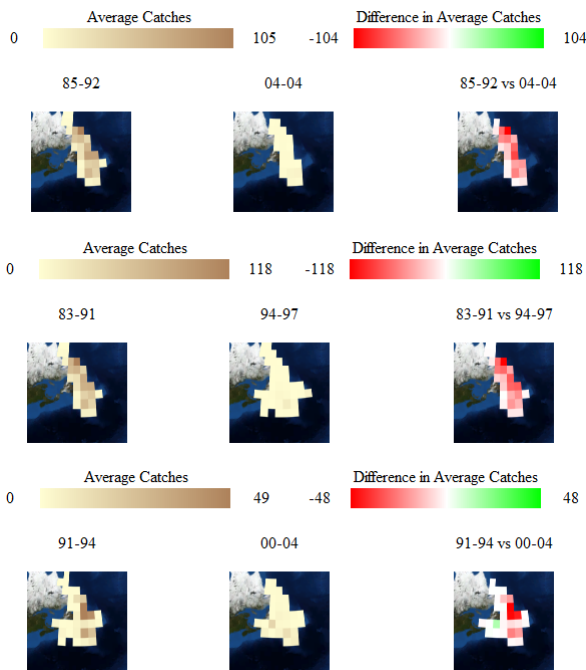 Average Catches Difference in Average Catches
0 105 -104 104
85-92 04-04 85-92 vs 04-04
Average Catches Difference in Average Catches
0 118 -118 118
83-91 94-97 83-91 vs 94-97
Average Catches Difference in Average Catches
0 49 -48 48
91-94 00-04 91-94 vs 00-04